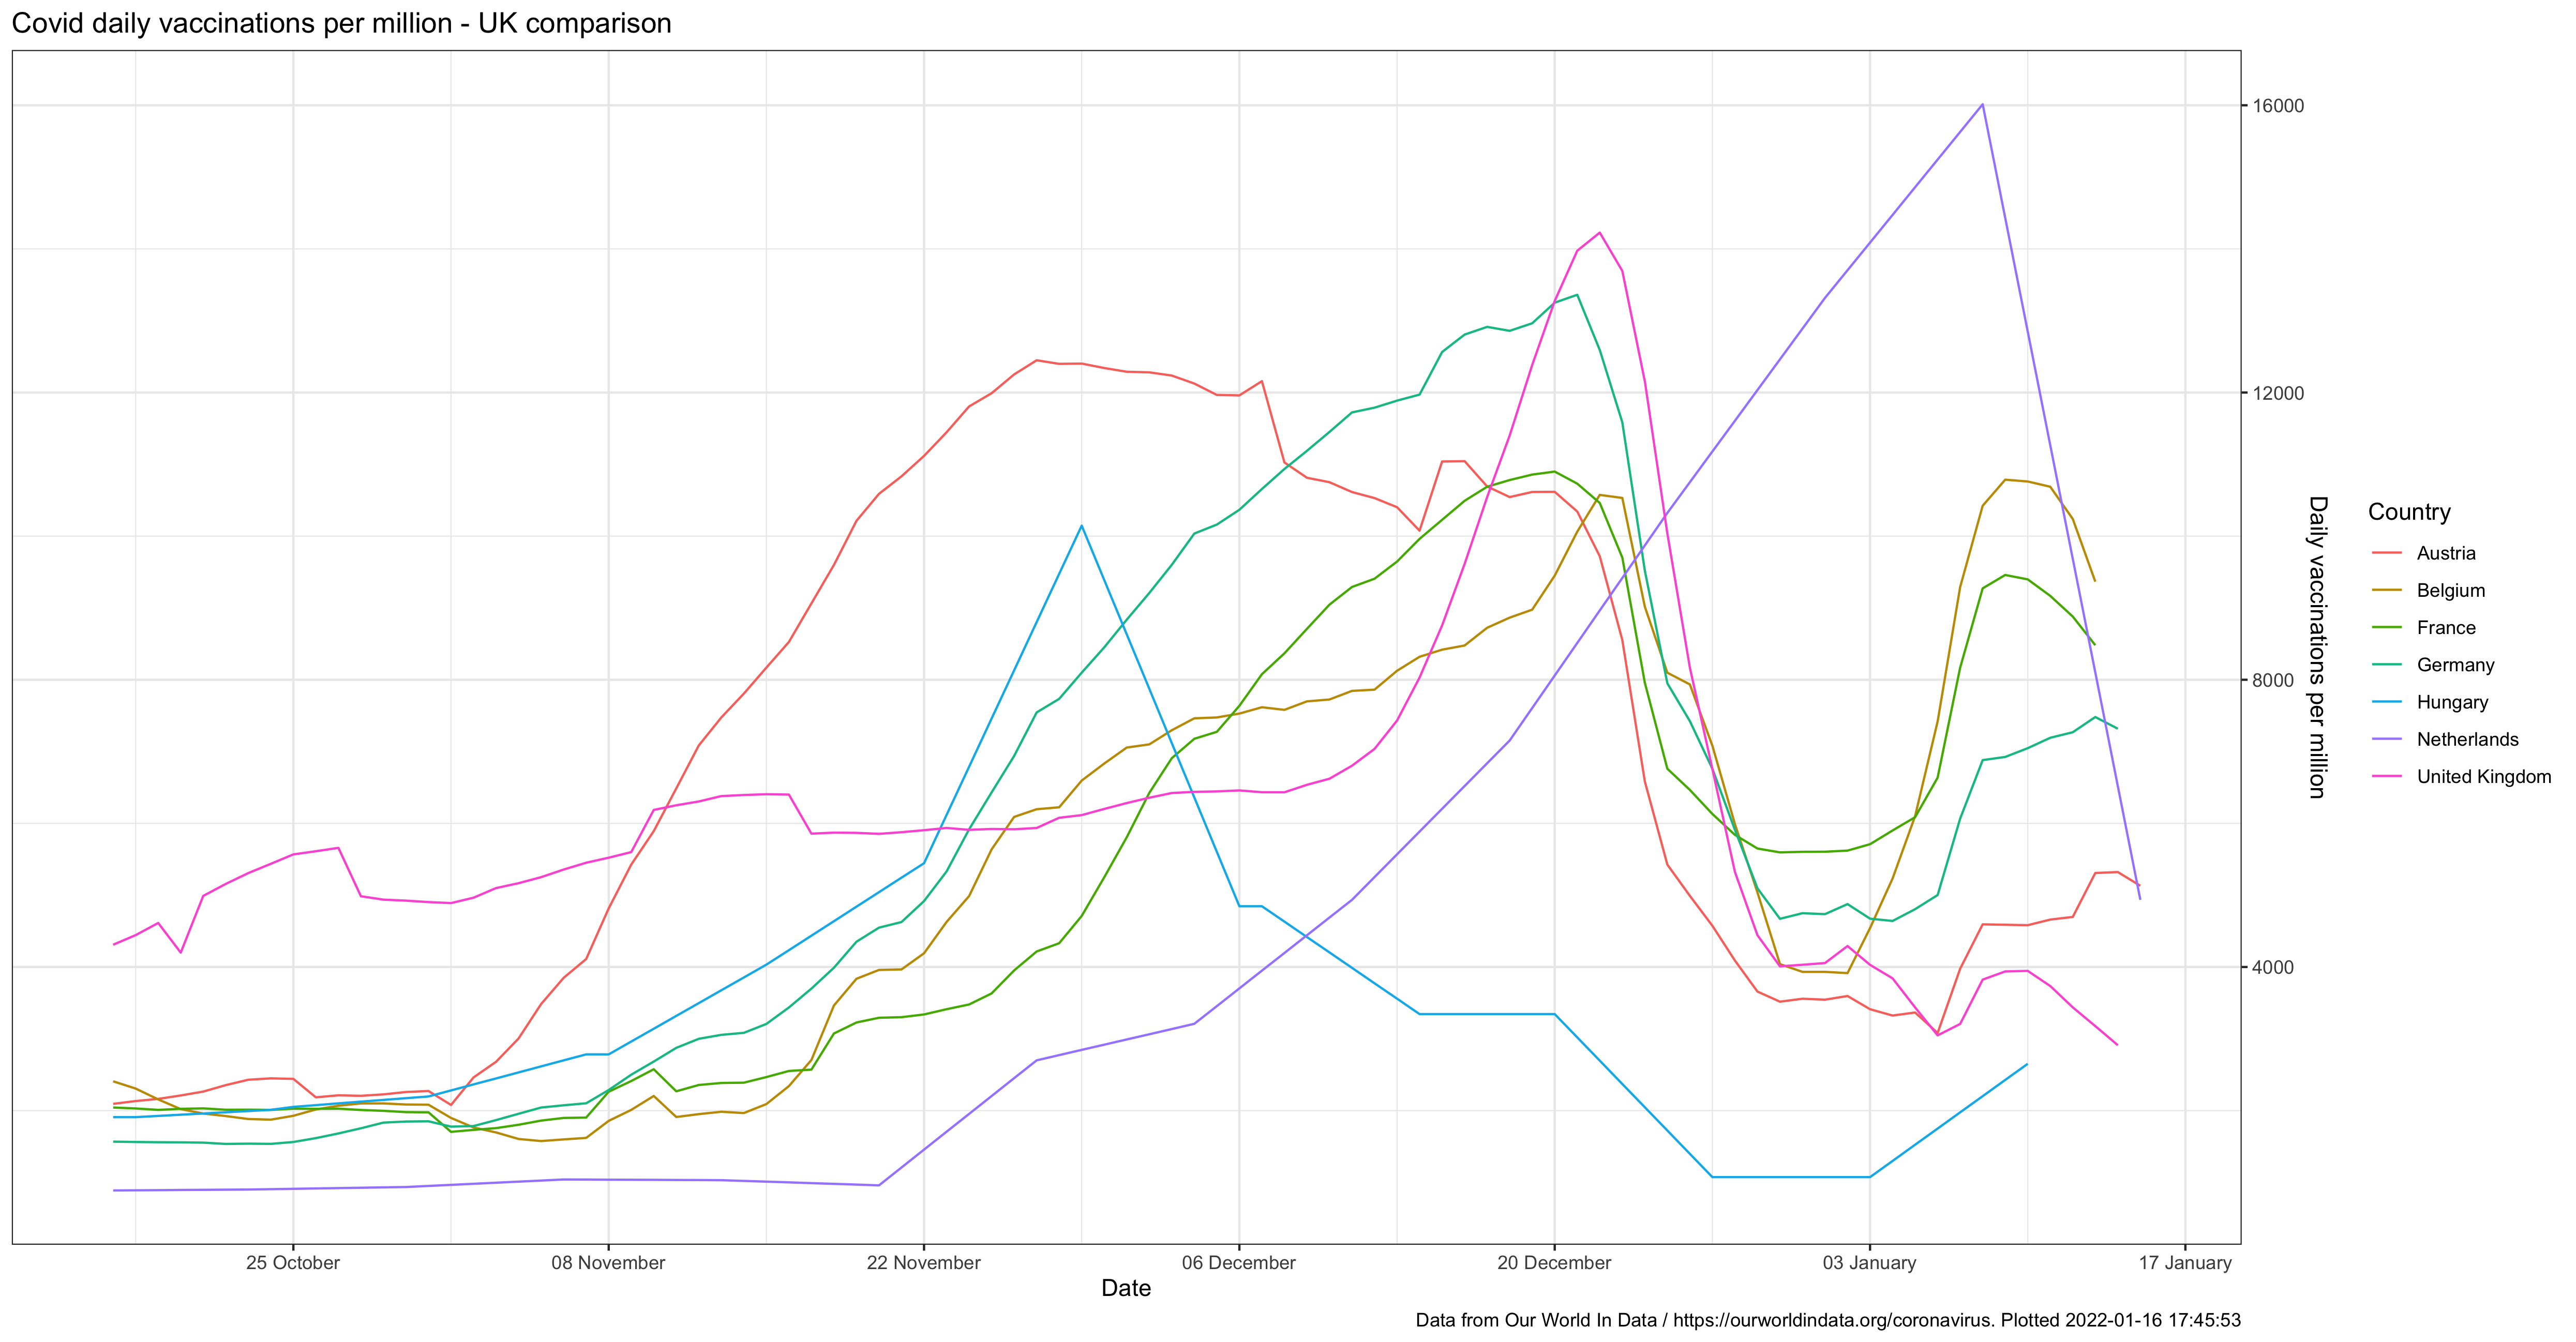 Covid daily vaccinations per million - UK comparison
16000
12000
8000
4000
Daily vaccinations per million
Country
Austria
Belgium
France
Germany
Hungary
Netherlands
United Kingdom
25 October
08 November
22 November
06 December
20 December
03 January
17 January
Date
Data from Our World In Data / https://ourworldindata.org/coronavirus. Plotted 2022-01-16 17:45:53